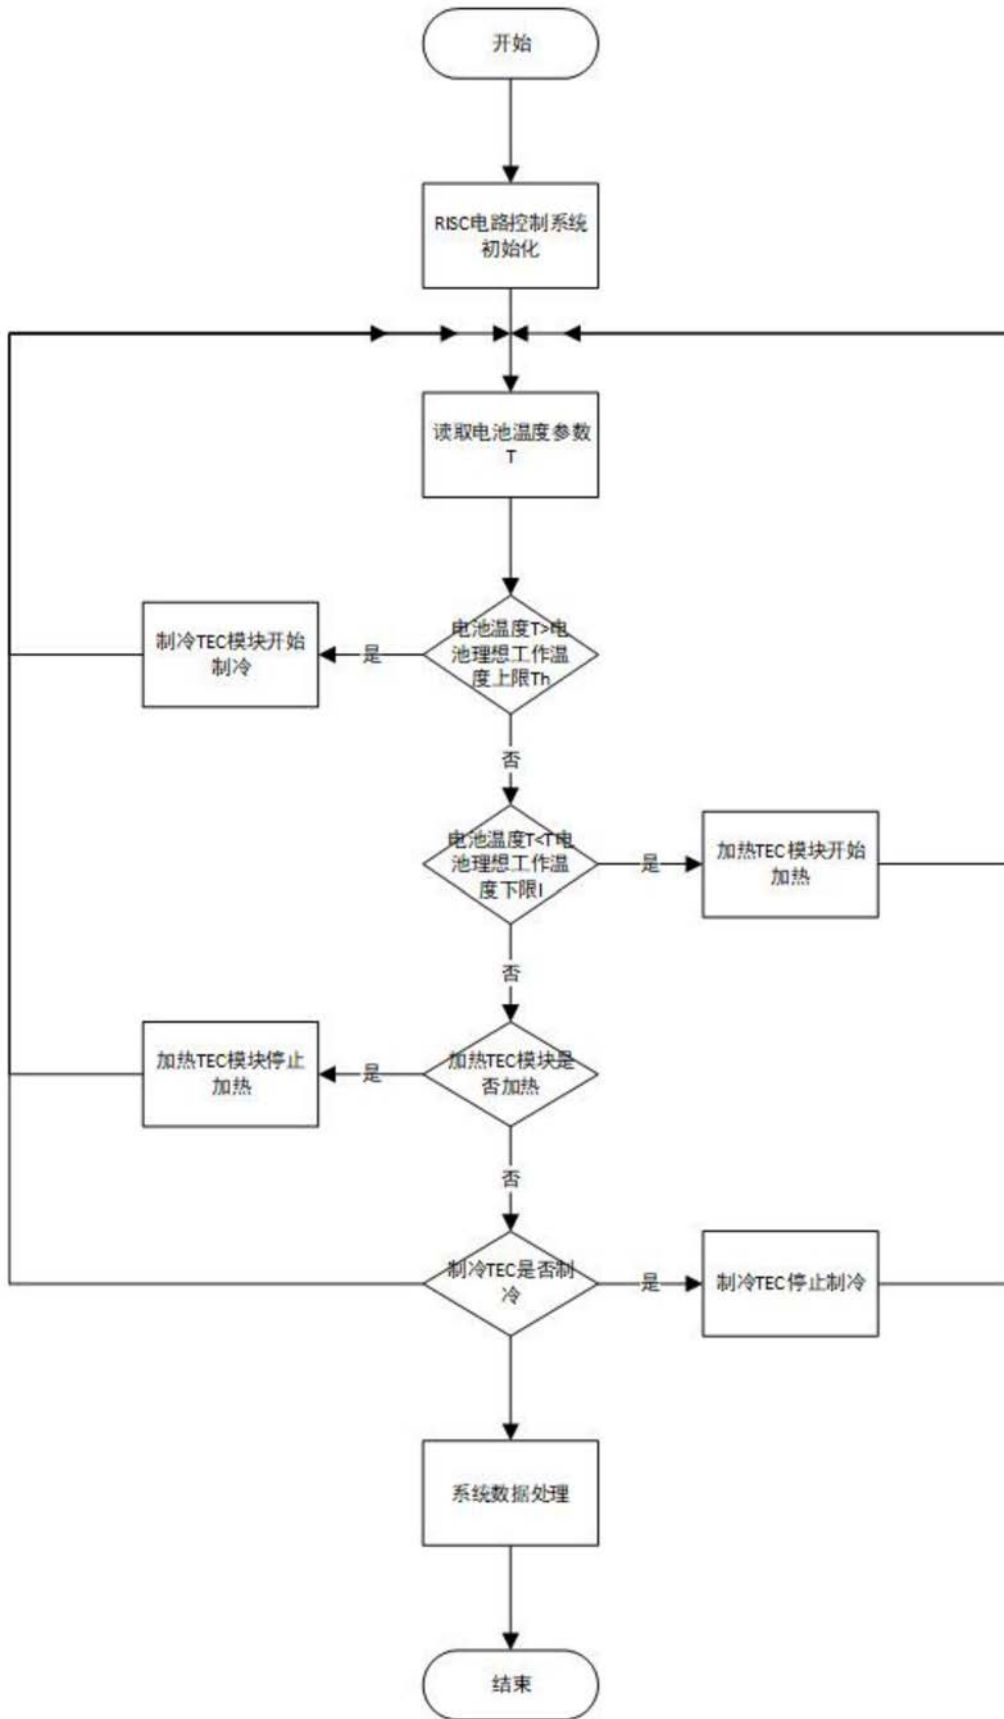 开始
RISC电路控制系统
初始化
读取电池温度参数
T
电池温度T>电
池理想工作温
度上限Th
是
制冷TEC模块开始
制冷
否
电池温度T<T电
池理想工作温
度下限l
是
加热TEC模块开始
加热
否
加热TEC模块是
否加热
是
加热TEC模块停止
加热
否
制冷TEC是否制
冷
是
制冷TEC停止制冷
系统数据处理
结束